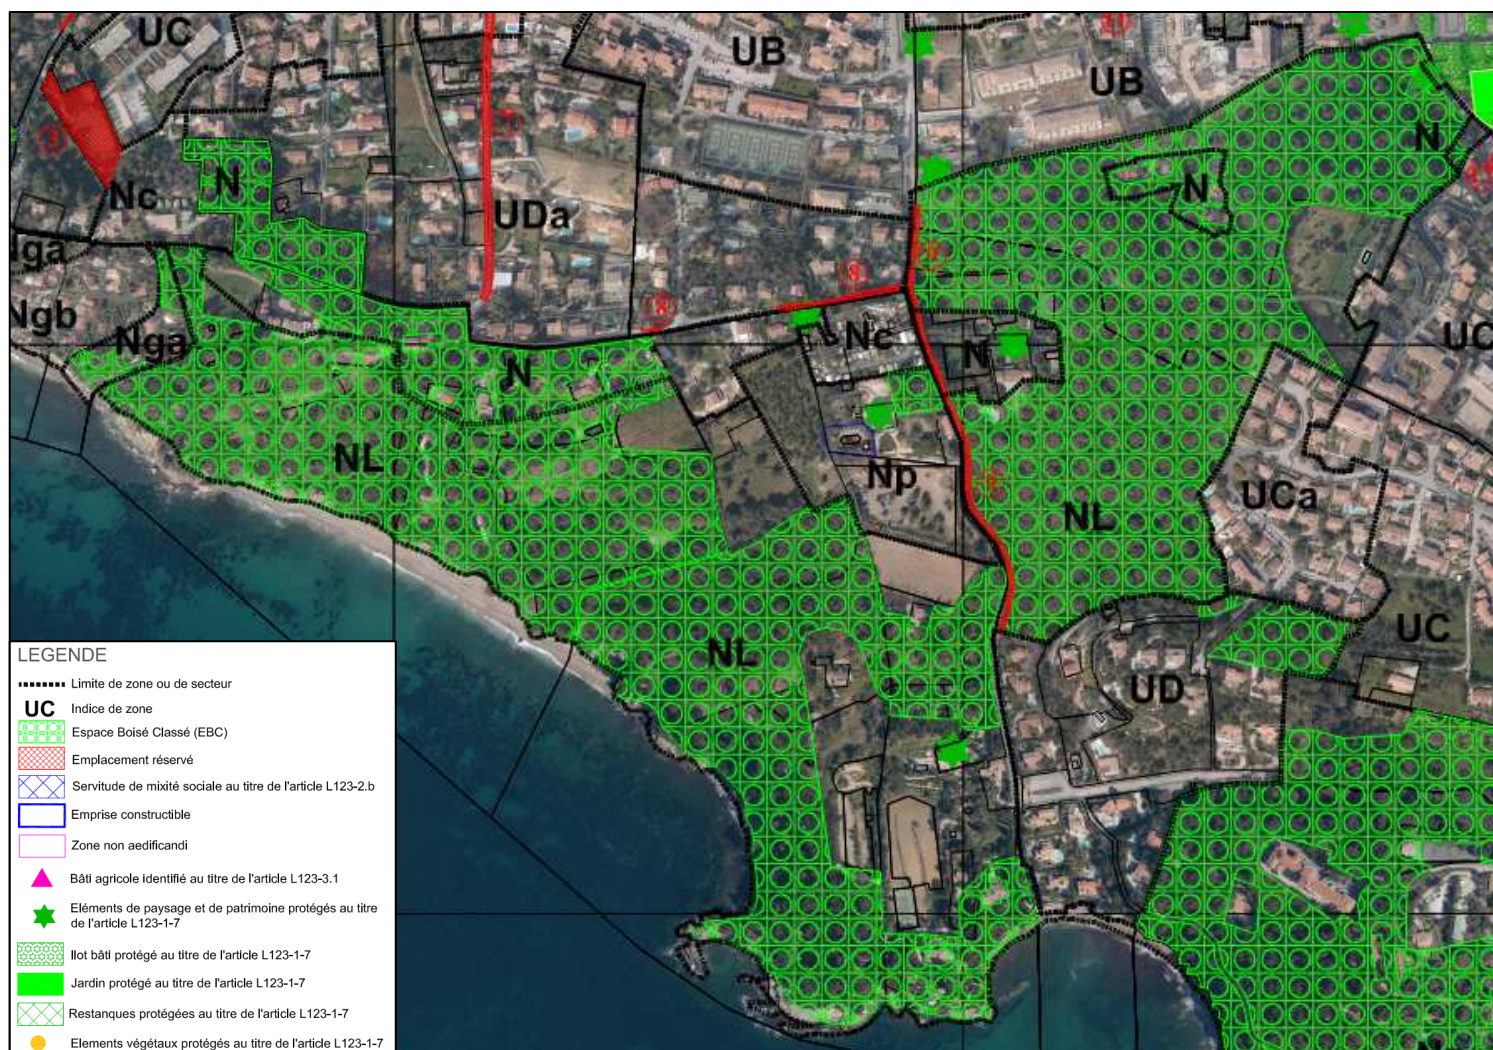 UC
UB
UB
N
N
N
Nc
UDa
Nga
Ngb
Nga
Nc
N
UC
N
NL
Np
NL
UCa
NL
UC
UD
LEGENDE
Limite de zone ou de secteur
UC Indice de zone
Espace Boisé Classé (EBC)
Emplacement réservé
Servitude de mixité sociale au titre de l'article L123-2.b
Emprise constructible
Zone non aedificandi
Bâti agricole identifié au titre de l'article L123-3.1
Eléments de paysage et de patrimoine protégés au titre
de l'article L123-1-7
Ilot bâti protégé au titre de l'article L123-1-7
Jardin protégé au titre de l'article L123-1-7
Restanques protégées au titre de l'article L123-1-7
Elements végétaux protégés au titre de l'article L123-1-7